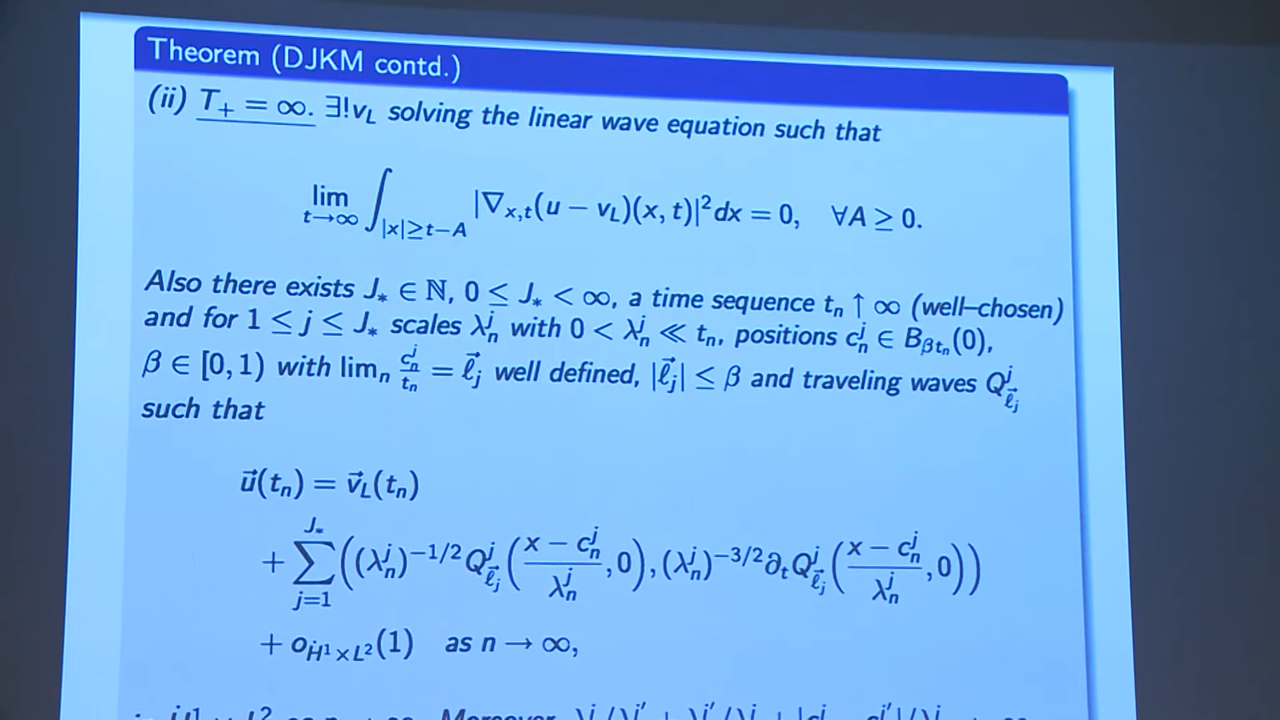 Theorem (DJKM contd.)
(ii) T₊ = ∞. ∃!v_L solving the linear wave equation such that
lim_{t→∞} ∫_{|x|≥t−A} |∇_{x,t}(u − v_L)(x, t)|² dx = 0, ∀A ≥ 0.
Also there exists J_* ∈ ℕ, 0 ≤ J_* < ∞, a time sequence t_n ↑ ∞ (well–chosen)
and for 1 ≤ j ≤ J_* scales λ_n^j with 0 < λ_n^j ≪ t_n, positions c_n^j ∈ B_{βt_n}(0),
β ∈ [0, 1) with lim_n c_n^j/t_n = ℓ⃗_j well defined, |ℓ⃗_j| ≤ β and traveling waves Q^j_{ℓ⃗_j}
such that
u⃗(t_n) = v⃗_L(t_n)
+ ∑_{j=1}^{J_*} ((λ_n^j)^{−1/2} Q^j_{ℓ⃗_j}((x − c_n^j)/λ_n^j, 0), (λ_n^j)^{−3/2} ∂_t Q^j_{ℓ⃗_j}((x − c_n^j)/λ_n^j, 0))
+ o_{Ḣ¹×L²}(1) as n → ∞,
Moreover